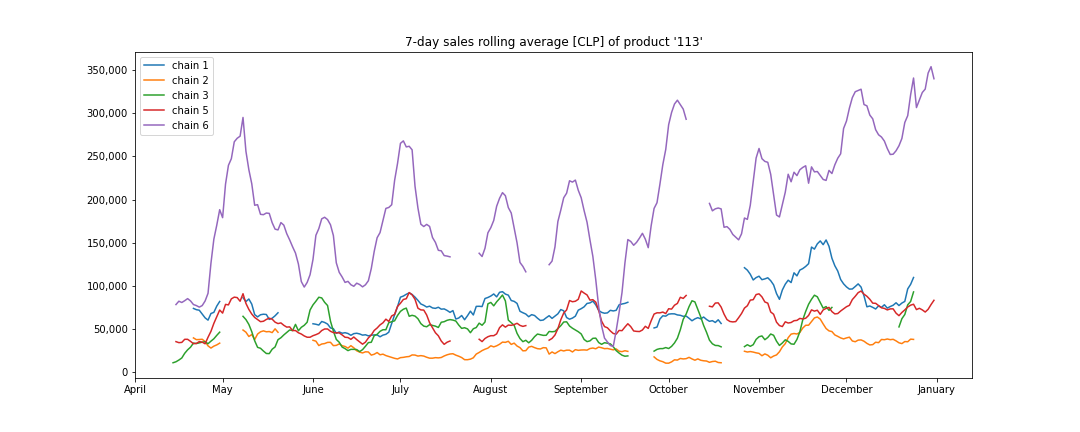 7-day sales rolling average [CLP] of product '113'
chain 1
chain 2
chain 3
chain 5
chain 6
350,000
300,000
250,000
200,000
150,000
100,000
50,000
0
April May June July August September October November December January